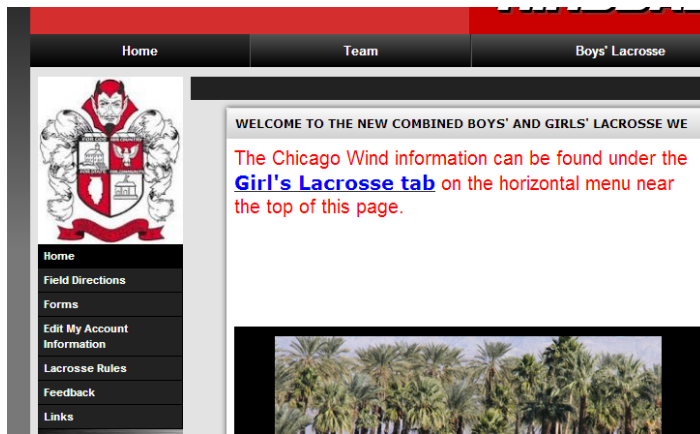 Home Team Boys' Lacrosse
WELCOME TO THE NEW COMBINED BOYS' AND GIRLS' LACROSSE WE
The Chicago Wind information can be found under the
Girl's Lacrosse tab on the horizontal menu near
the top of this page.
Home
Field Directions
Forms
Edit My Account
Information
Lacrosse Rules
Feedback
Links